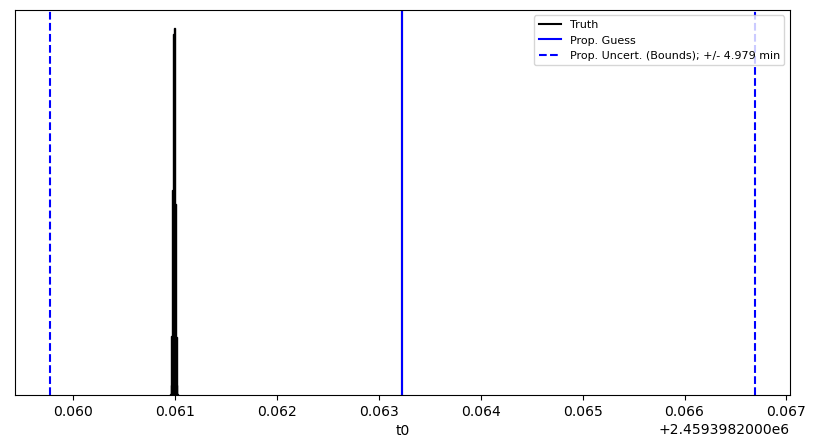 Truth
Prop. Guess
Prop. Uncert. (Bounds); +/- 4.979 min
0.060 0.061 0.062 0.063 0.064 0.065 0.066 0.067
t0
+2.4593982000e6